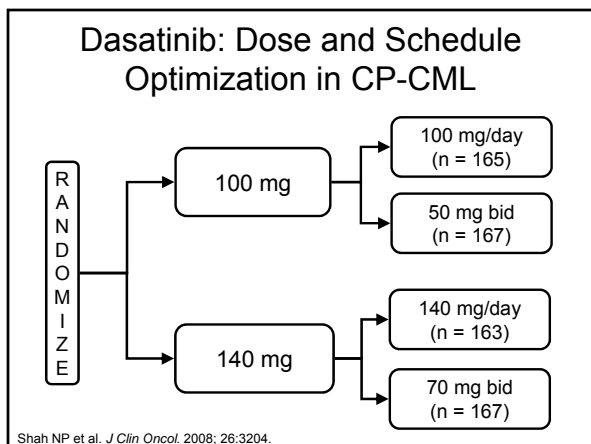 Dasatinib: Dose and Schedule
Optimization in CP-CML
R
A
N
D
O
M
I
Z
E
100 mg
100 mg/day
(n = 165)
50 mg bid
(n = 167)
140 mg
140 mg/day
(n = 163)
70 mg bid
(n = 167)
Shah NP et al. J Clin Oncol. 2008; 26:3204.